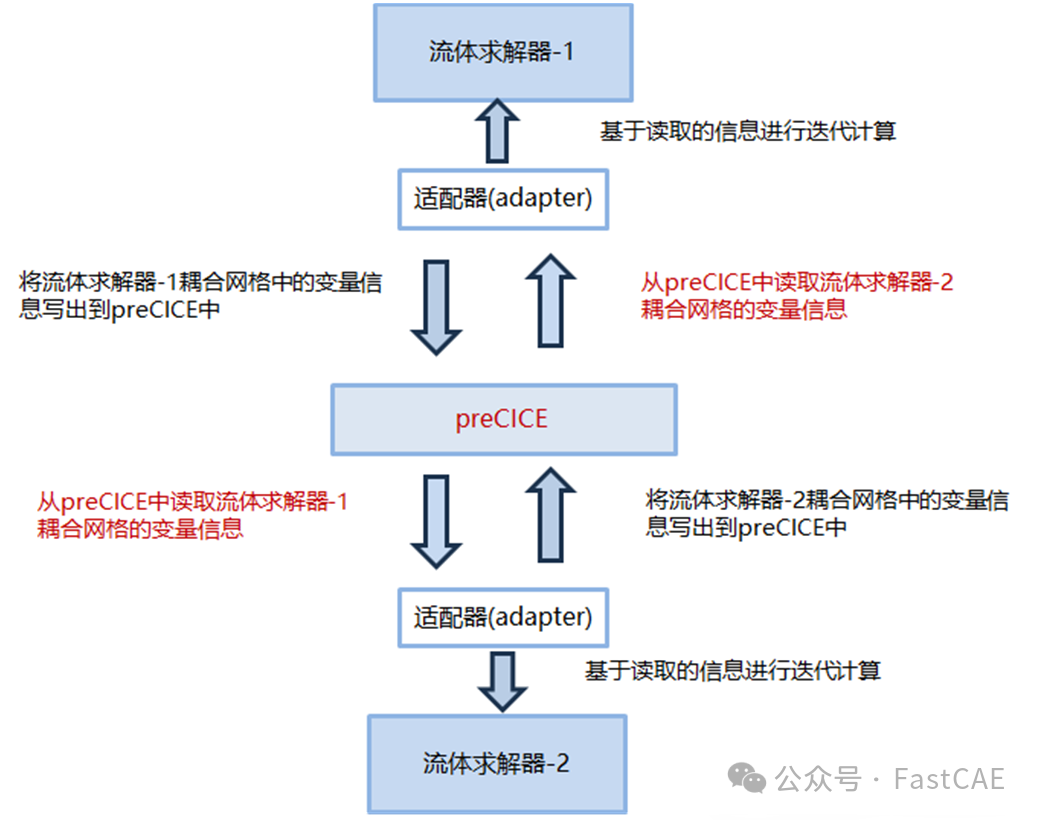 流体求解器-1
基于读取的信息进行迭代计算
适配器(adapter)
将流体求解器-1耦合网格中的变量信
息写出到preCICE中
从preCICE中读取流体求解器-2
耦合网格的变量信息
preCICE
从preCICE中读取流体求解器-1
耦合网格的变量信息
将流体求解器-2耦合网格中的变量信
息写出到preCICE中
适配器(adapter)
基于读取的信息进行迭代计算
流体求解器-2
公众号 · FastCAE